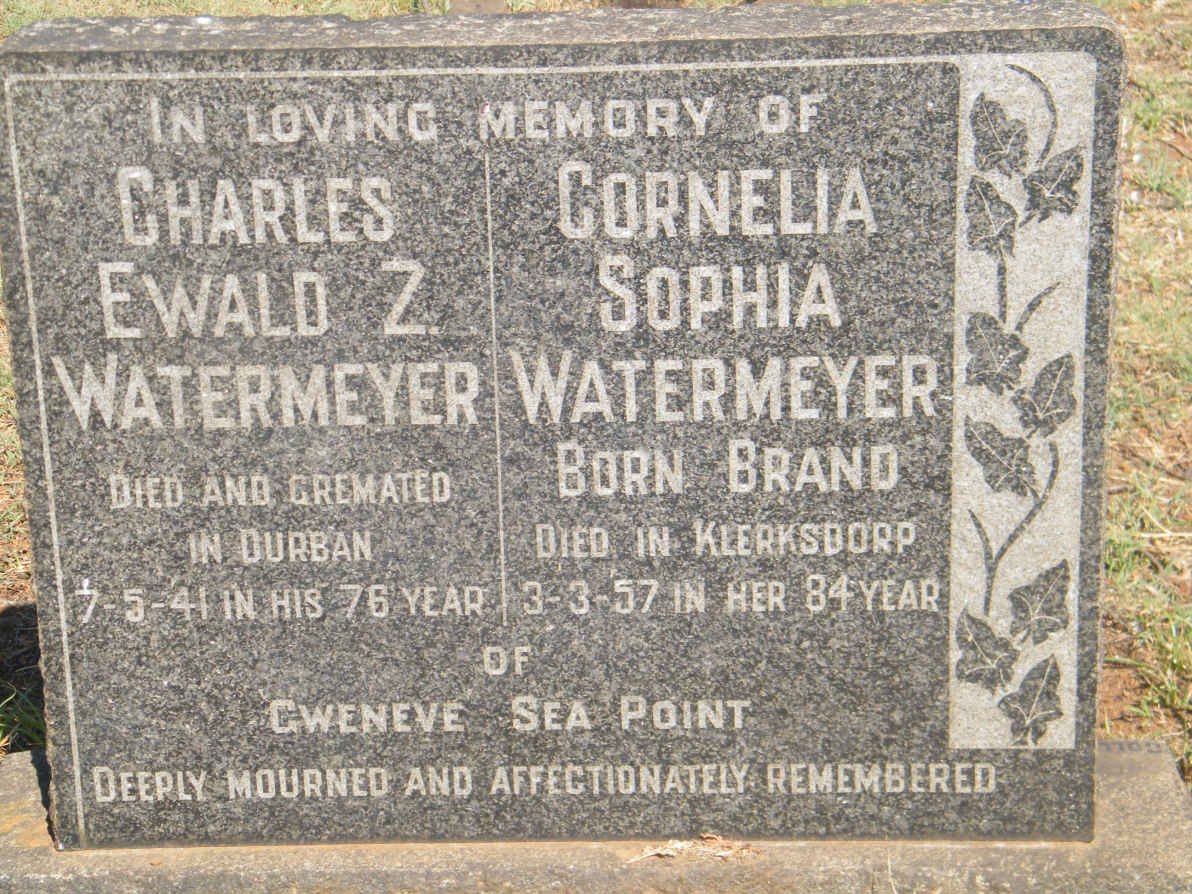 IN LOVING MEMORY OF
CHARLES
EWALD Z.
WATERMEYER
DIED AND CREMATED
IN DURBAN
7-5-41 IN HIS 76 YEAR
CORNELIA
SOPHIA
WATERMEYER
BORN BRAND
DIED IN KLERKSDORP
3-3-57 IN HER 84 YEAR
OF
GWENEVE SEA POINT
DEEPLY MOURNED AND AFFECTIONATELY REMEMBERED